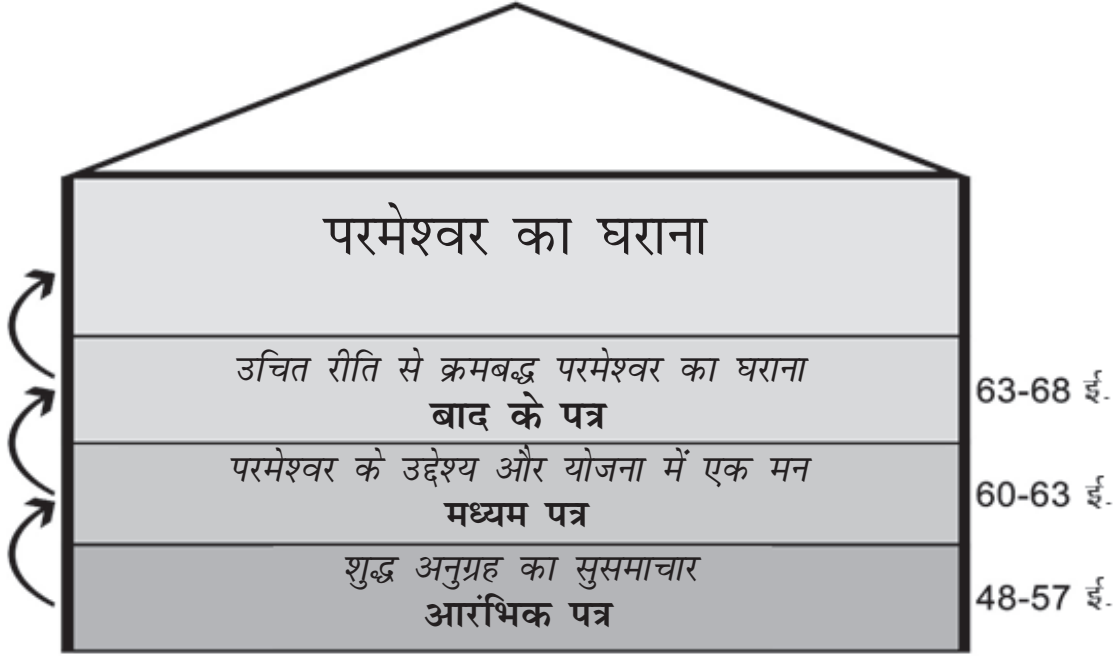 परमेश्वर का घराना
उचित रीति से क्रमबद्ध परमेश्वर का घराना
बाद के पत्र
63-68 ई.
परमेश्वर के उद्देश्य और योजना में एक मन
मध्यम पत्र
60-63 ई.
शुद्ध अनुग्रह का सुसमाचार
आरंभिक पत्र
48-57 ई.